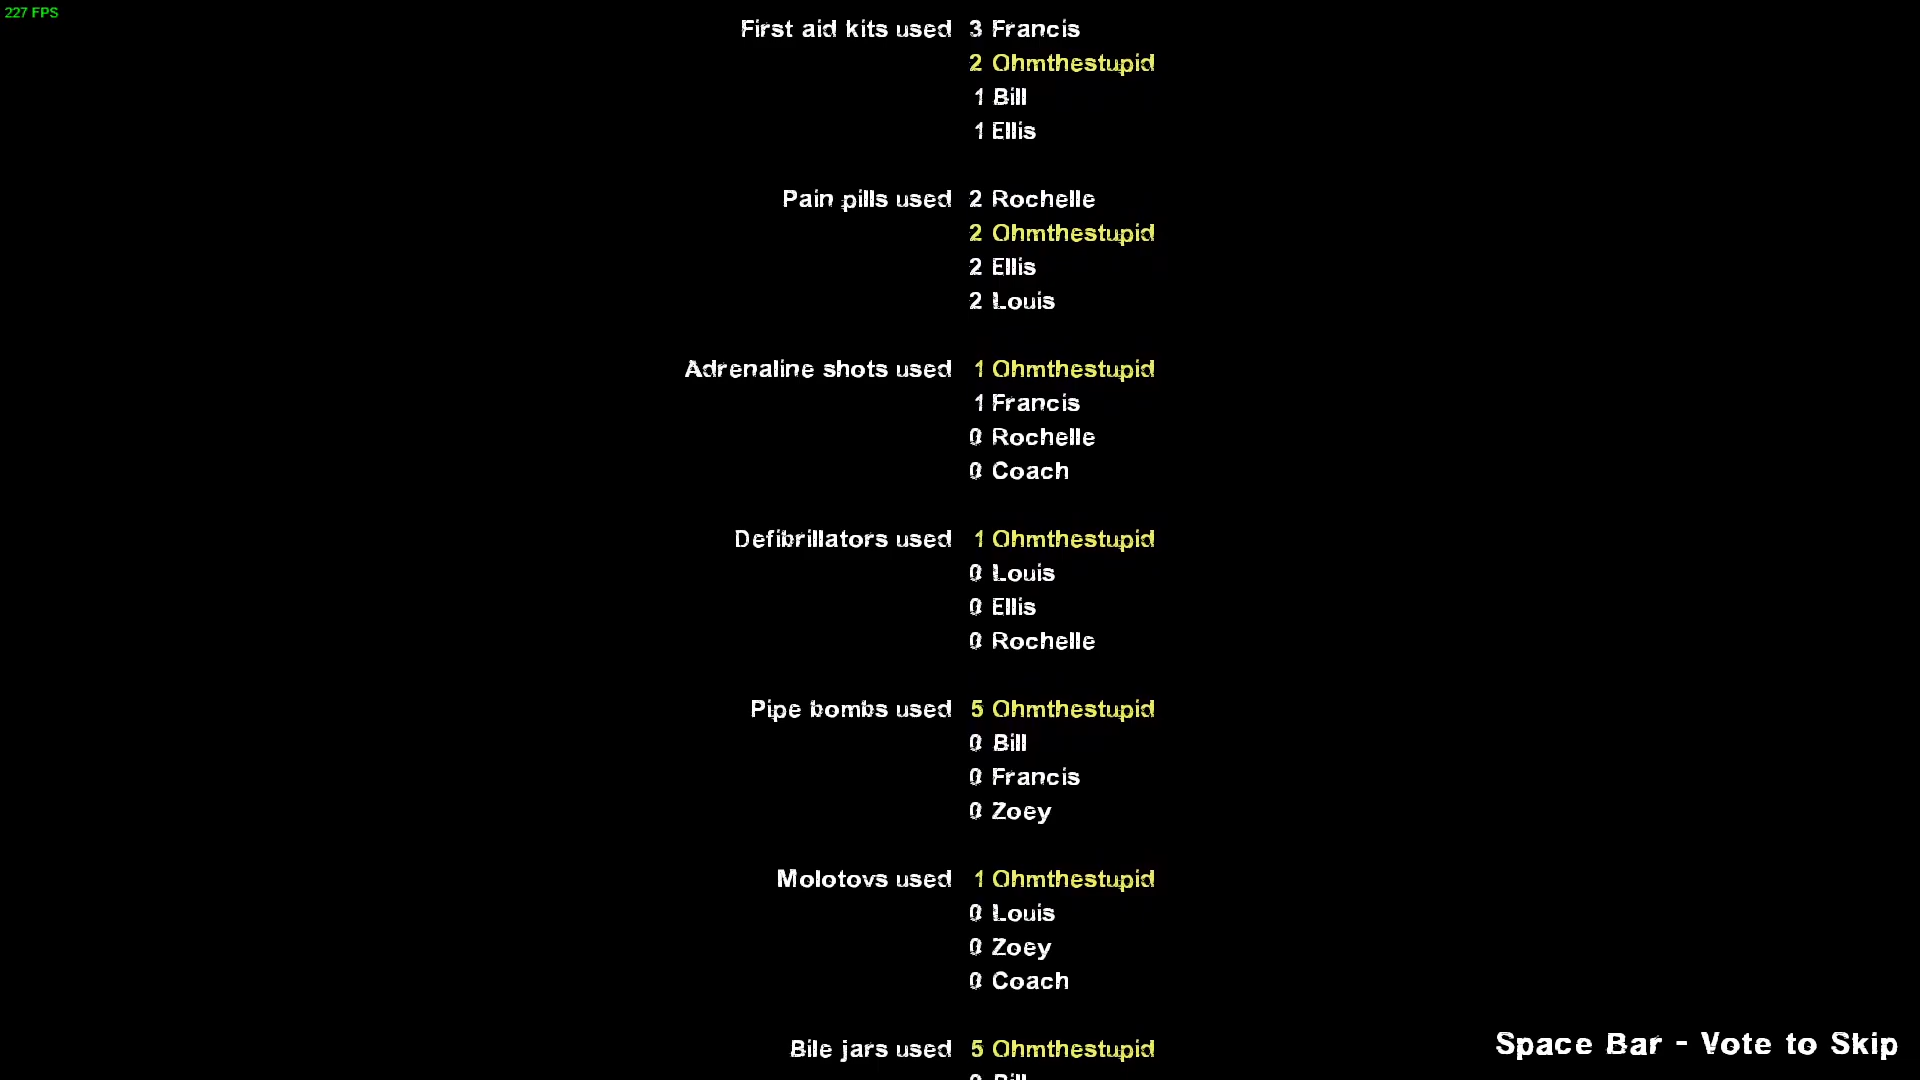 227 FPS
First aid kits used 3 Francis
2 Ohmthestupid
1 Bill
1 Ellis
Pain pills used 2 Rochelle
2 Ohmthestupid
2 Ellis
2 Louis
Adrenaline shots used 1 Ohmthestupid
1 Francis
0 Rochelle
0 Coach
Defibrillators used 1 Ohmthestupid
0 Louis
0 Ellis
0 Rochelle
Pipe bombs used 5 Ohmthestupid
0 Bill
0 Francis
0 Zoey
Molotovs used 1 Ohmthestupid
0 Louis
0 Zoey
0 Coach
Bile jars used 5 Ohmthestupid
Space Bar - Vote to Skip